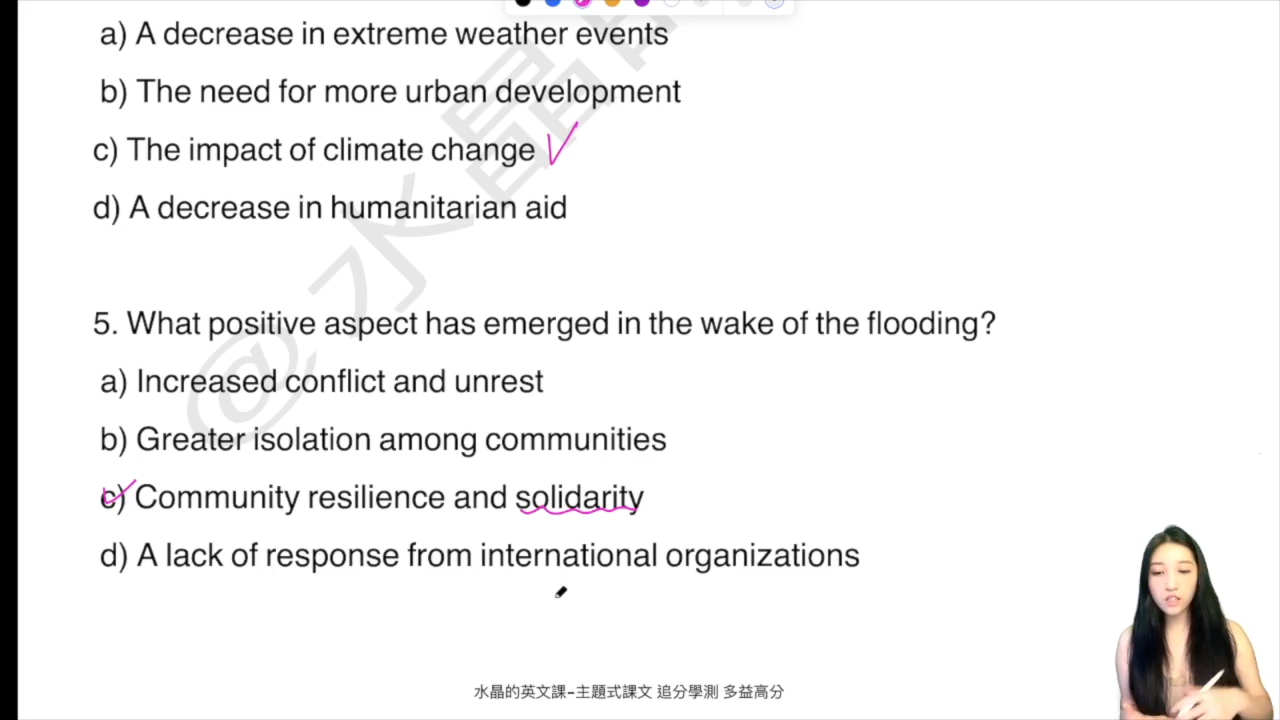 a) A decrease in extreme weather events
b) The need for more urban development
c) The impact of climate change
d) A decrease in humanitarian aid
5. What positive aspect has emerged in the wake of the flooding?
a) Increased conflict and unrest
b) Greater isolation among communities
c) Community resilience and solidarity
d) A lack of response from international organizations
@水晶
水晶的英文課-主題式課文 追分學測 多益高分